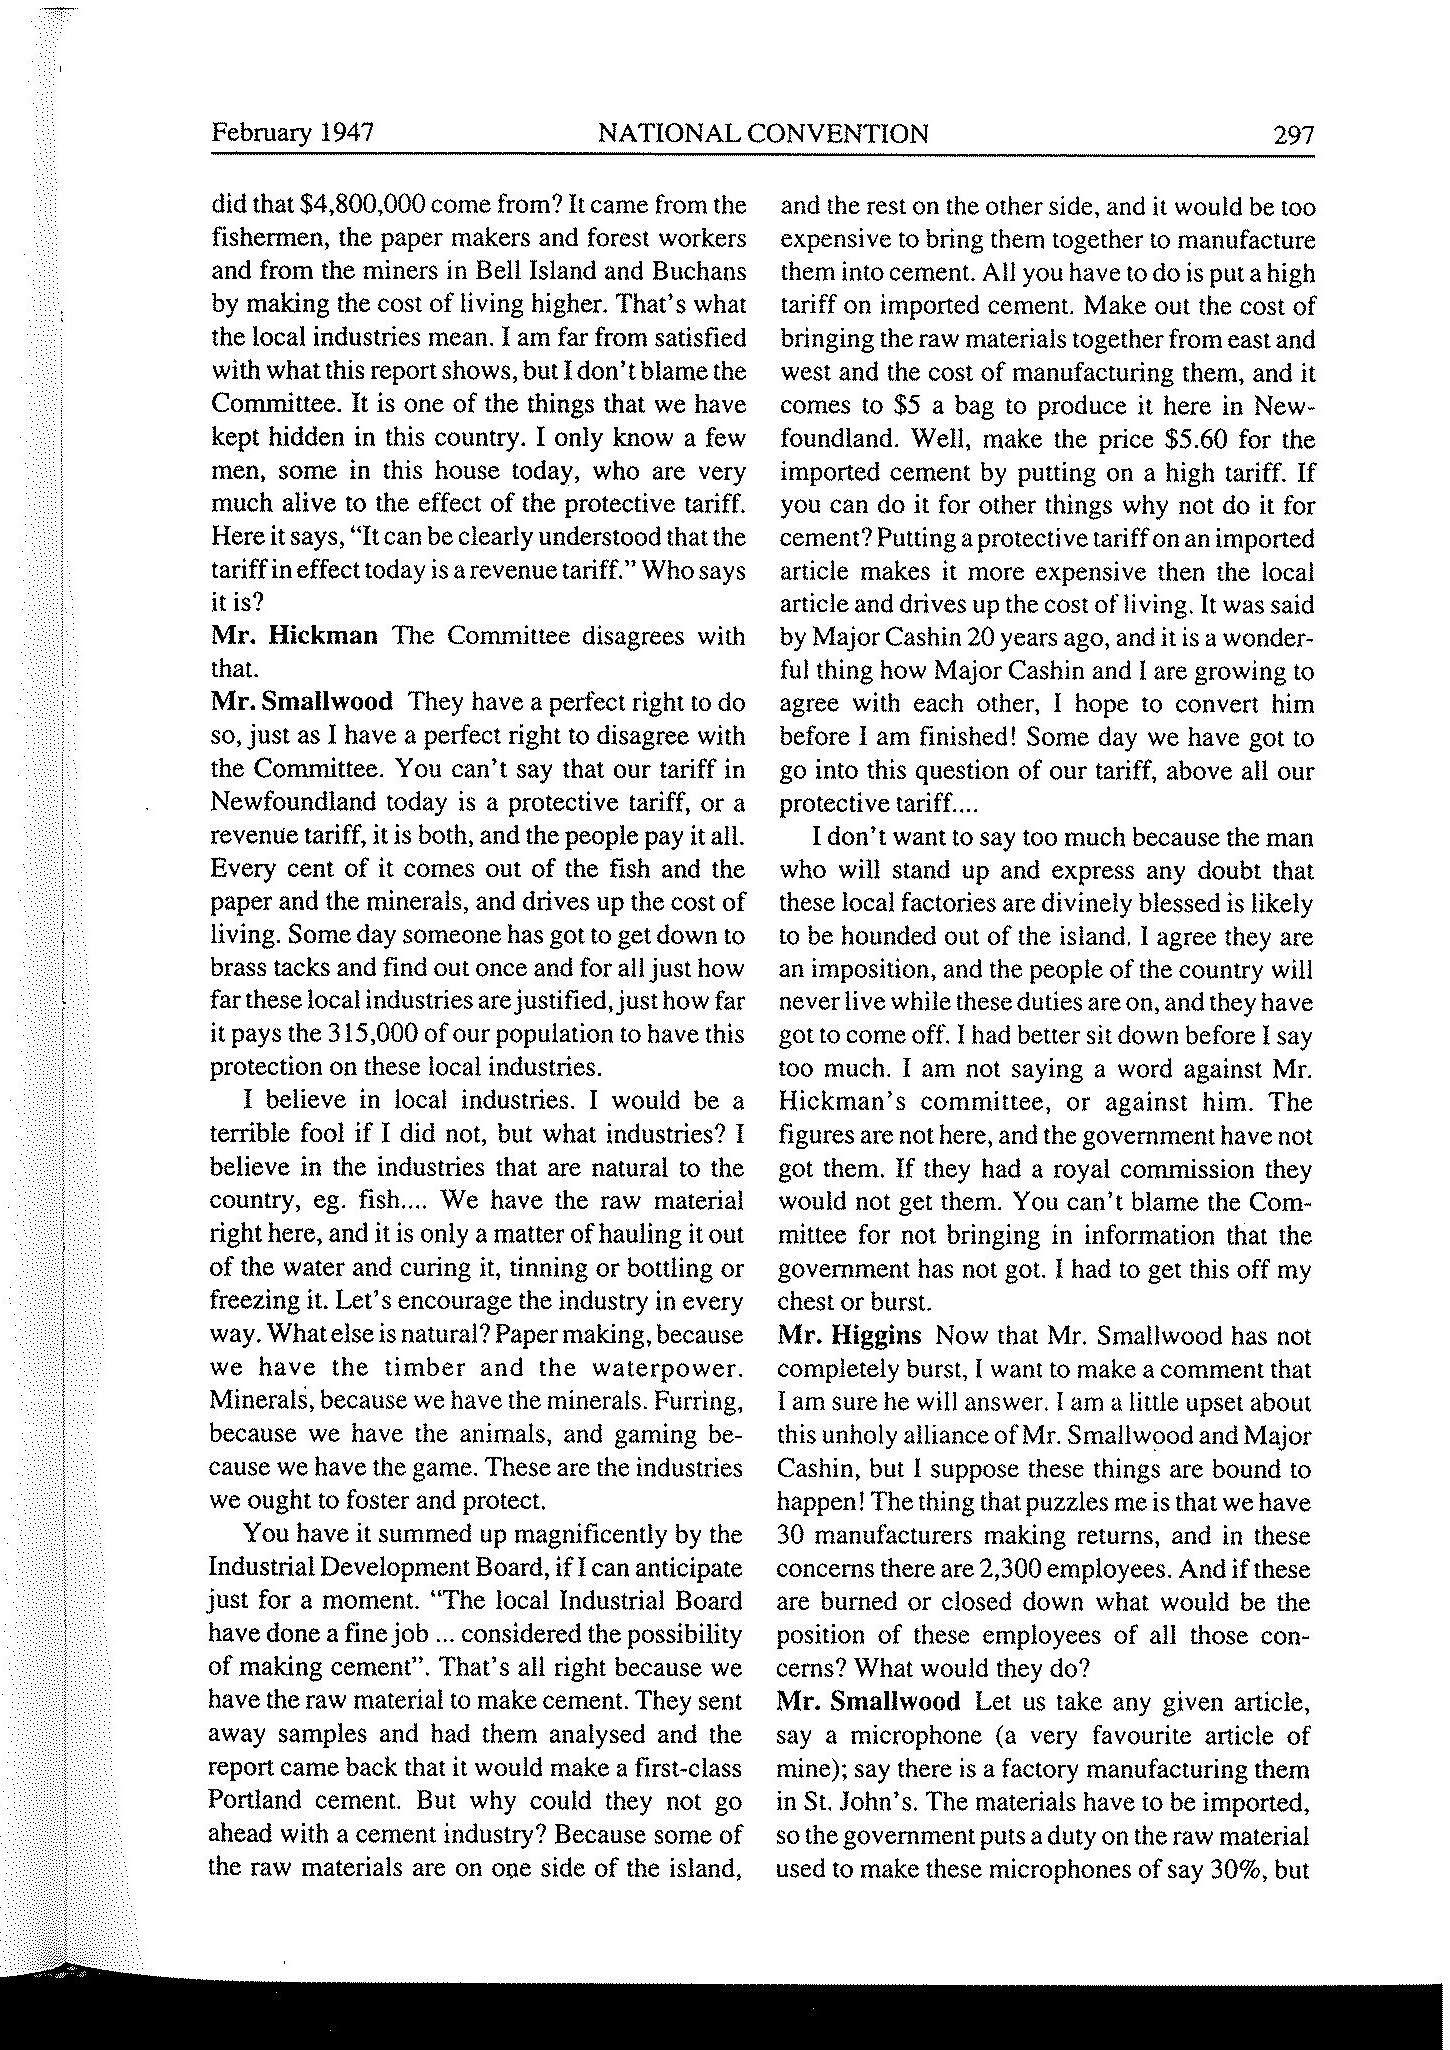 February 1947 NATIONAL CONVENTION 297
did that $4,800,000 come from? It came from the
fishermen, the paper makers and forest workers
and from the miners in Bell Island and Buchans
by making the cost of living higher. That's what
the local industries mean. I am far from satisfied
with what this report shows, but I don't blame the
Committee. It is one of the things that we have
kept hidden in this country. I only know a few
men, some in this house today, who are very
much alive to the effect of the protective tariff.
Here it says, “It can be clearly understood that the
tariff in effect today is a revenue tariff.” Who says
it is?
Mr. Hickman The Committee disagrees with
that.
Mr. Smallwood They have a perfect right to do
so, just as I have a perfect right to disagree with
the Committee. You can't say that our tariff in
Newfoundland today is a protective tariff, or a
revenue tariff, it is both, and the people pay it all.
Every cent of it comes out of the fish and the
paper and the minerals, and drives up the cost of
living. Some day someone has got to get down to
brass tacks and find out once and for all just how
far these local industries are justified, just how far
it pays the 315,000 of our population to have this
protection on these local industries.
I believe in local industries. I would be a
terrible fool if I did not, but what industries? I
believe in the industries that are natural to the
country, eg. fish.... We have the raw material
right here, and it is only a matter of hauling it out
of the water and curing it, tinning or bottling or
freezing it. Let's encourage the industry in every
way. What else is natural? Paper making, because
we have the timber and the waterpower.
Minerals, because we have the minerals. Furring,
because we have the animals, and gaming be-
cause we have the game. These are the industries
we ought to foster and protect.
You have it summed up magnificently by the
Industrial Development Board, if I can anticipate
just for a moment. “The local Industrial Board
have done a fine job ... considered the possibility
of making cement”. That's all right because we
have the raw material to make cement. They sent
away samples and had them analysed and the
report came back that it would make a first-class
Portland cement. But why could they not go
ahead with a cement industry? Because some of
the raw materials are on one side of the island,
and the rest on the other side, and it would be too
expensive to bring them together to manufacture
them into cement. All you have to do is put a high
tariff on imported cement. Make out the cost of
bringing the raw materials together from east and
west and the cost of manufacturing them, and it
comes to $5 a bag to produce it here in New-
foundland. Well, make the price $5.60 for the
imported cement by putting on a high tariff. If
you can do it for other things why not do it for
cement? Putting a protective tariff on an imported
article makes it more expensive then the local
article and drives up the cost of living. It was said
by Major Cashin 20 years ago, and it is a wonder-
ful thing how Major Cashin and I are growing to
agree with each other, I hope to convert him
before I am finished! Some day we have got to
go into this question of our tariff, above all our
protective tariff....
I don't want to say too much because the man
who will stand up and express any doubt that
these local factories are divinely blessed is likely
to be hounded out of the island. I agree they are
an imposition, and the people of the country will
never live while these duties are on, and they have
got to come off. I had better sit down before I say
too much. I am not saying a word against Mr.
Hickman's committee, or against him. The
figures are not here, and the government have not
got them. If they had a royal commission they
would not get them. You can't blame the Com-
mittee for not bringing in information that the
government has not got. I had to get this off my
chest or burst.
Mr. Higgins Now that Mr. Smallwood has not
completely burst, I want to make a comment that
I am sure he will answer. I am a little upset about
this unholy alliance of Mr. Smallwood and Major
Cashin, but I suppose these things are bound to
happen! The thing that puzzles me is that we have
30 manufacturers making returns, and in these
concerns there are 2,300 employees. And if these
are burned or closed down what would be the
position of these employees of all those con-
cerns? What would they do?
Mr. Smallwood Let us take any given article,
say a microphone (a very favourite article of
mine); say there is a factory manufacturing them
in St. John's. The materials have to be imported,
so the government puts a duty on the raw material
used to make these microphones of say 30%, but